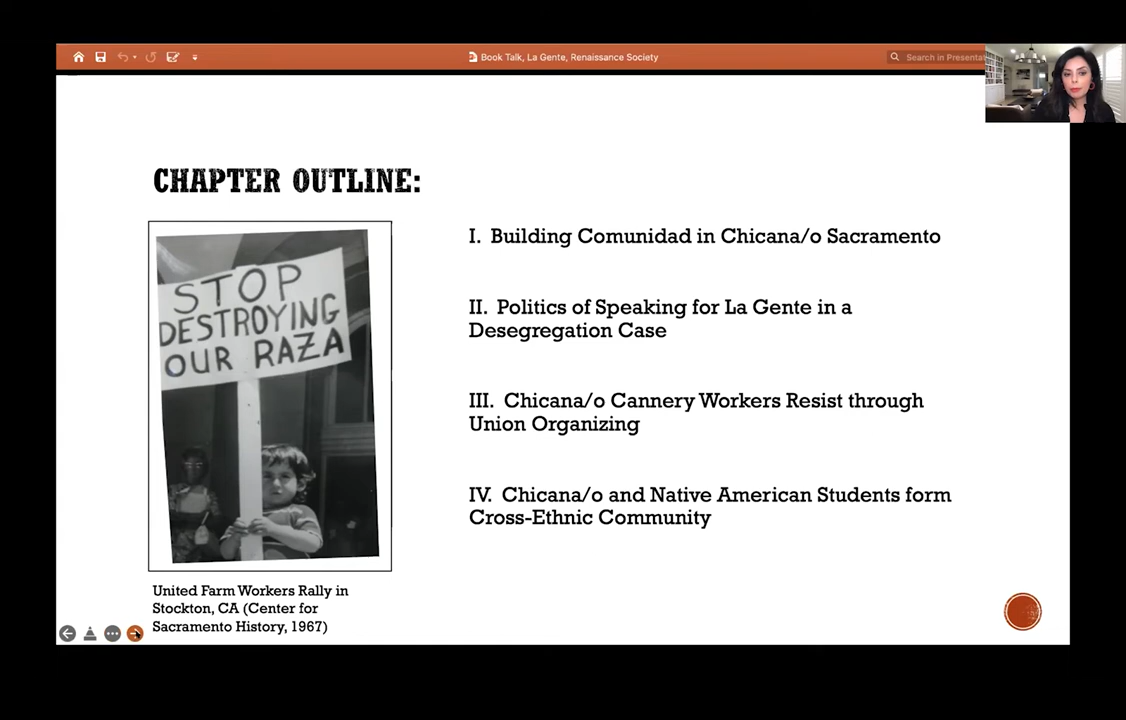 Book Talk, La Gente, Renaissance Society
Search in Presentat
CHAPTER OUTLINE:
STOP
DESTROYING
OUR RAZA
United Farm Workers Rally in
Stockton, CA (Center for
Sacramento History, 1967)
I. Building Comunidad in Chicana/o Sacramento
II. Politics of Speaking for La Gente in a
Desegregation Case
III. Chicana/o Cannery Workers Resist through
Union Organizing
IV. Chicana/o and Native American Students form
Cross-Ethnic Community